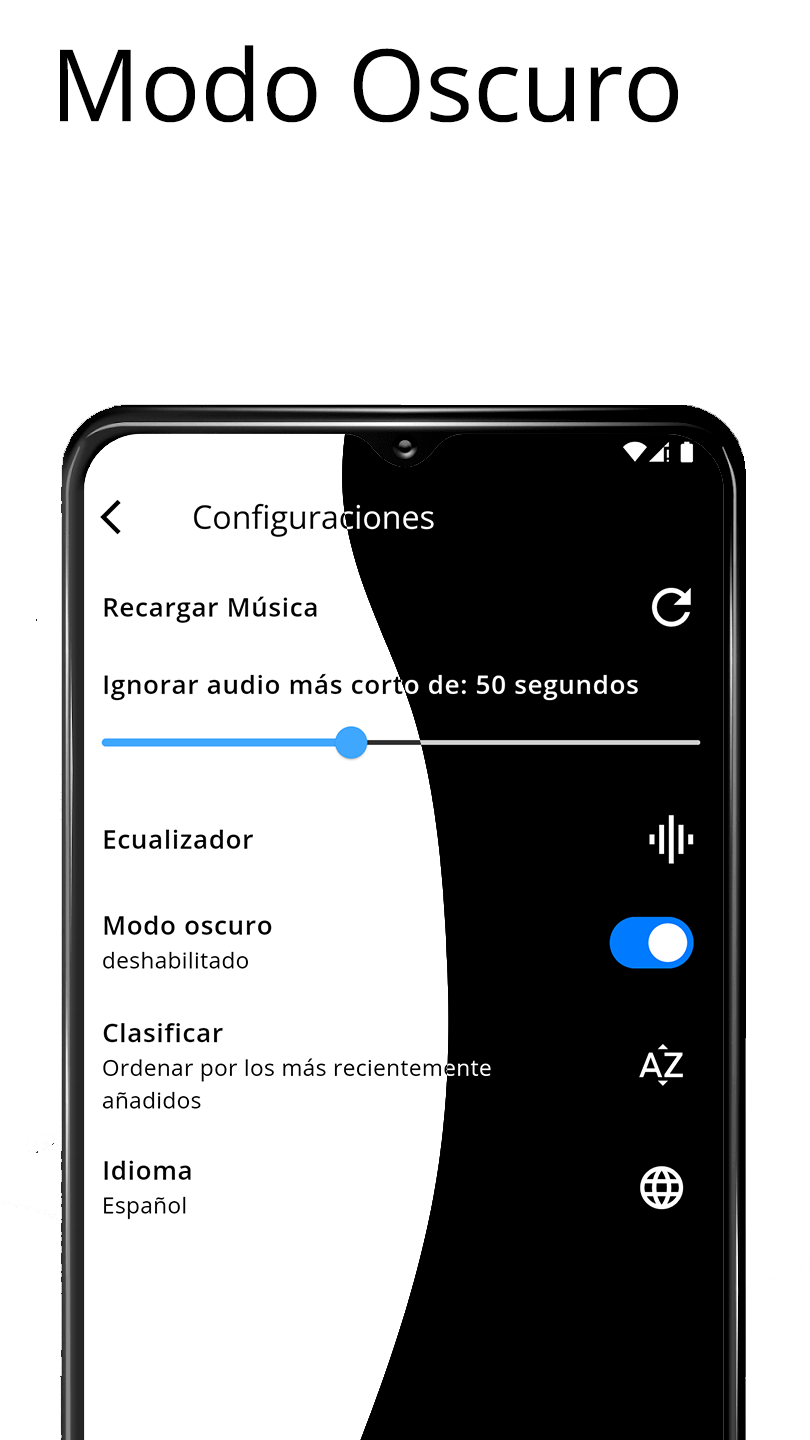 Modo Oscuro
Configuraciones
Recargar Música
Ignorar audio más corto de: 50 segundos
Ecualizador
Modo oscuro
deshabilitado
Clasificar
Ordenar por los más recientemente
añadidos
AZ
Idioma
Español